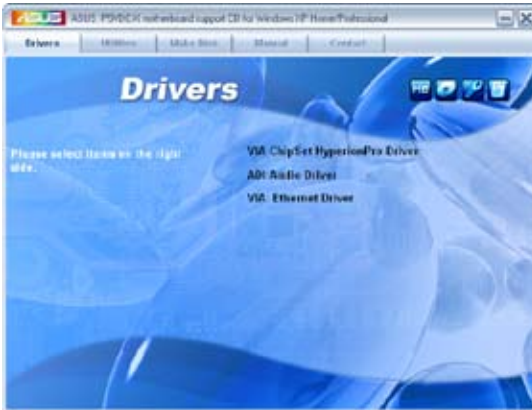 ASUS
ASUS P5VDC-X motherboard support CD for Windows XP Home/Professional
Drivers
Utilities
Make Disk
Manual
Contact
Drivers
Please select items on the right
side.
VIA ChipSet HyperionPro Driver
ADI Audio Driver
VIA Ethernet Driver